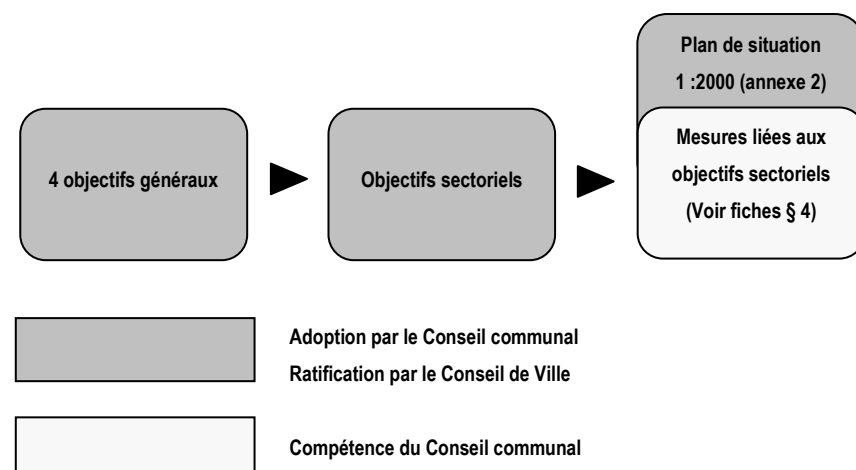 Plan de situation
1 :2000 (annexe 2)
4 objectifs généraux
Objectifs sectoriels
Mesures liées aux
objectifs sectoriels
(Voir fiches § 4)
Adoption par le Conseil communal
Ratification par le Conseil de Ville
Compétence du Conseil communal